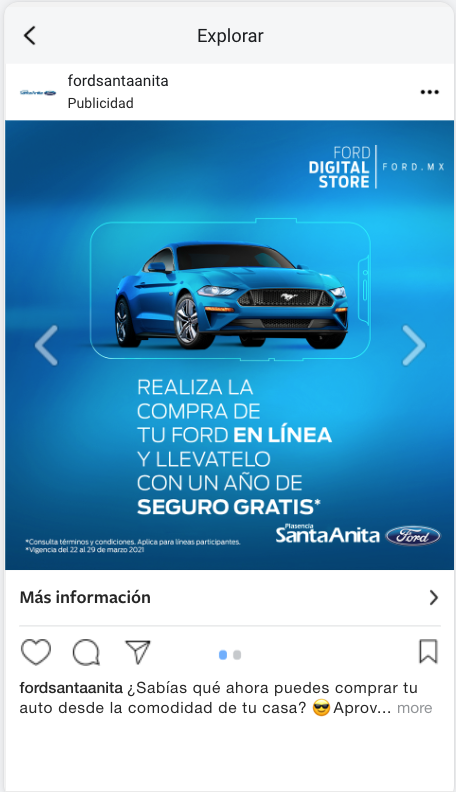 Explorar
fordsantaanita
Publicidad
FORD
DIGITAL
STORE
FORD.MX
REALIZA LA
COMPRA DE
TU FORD EN LÍNEA
Y LLEVATELO
CON UN AÑO DE
SEGURO GRATIS*
*Consulta términos y condiciones. Aplica para líneas participantes.
*Vigencia del 22 al 29 de marzo 2021
Plasencia
SantaAnita
Ford
Más información
fordsantaanita ¿Sabías qué ahora puedes comprar tu
auto desde la comodidad de tu casa? 😎Aprov... more